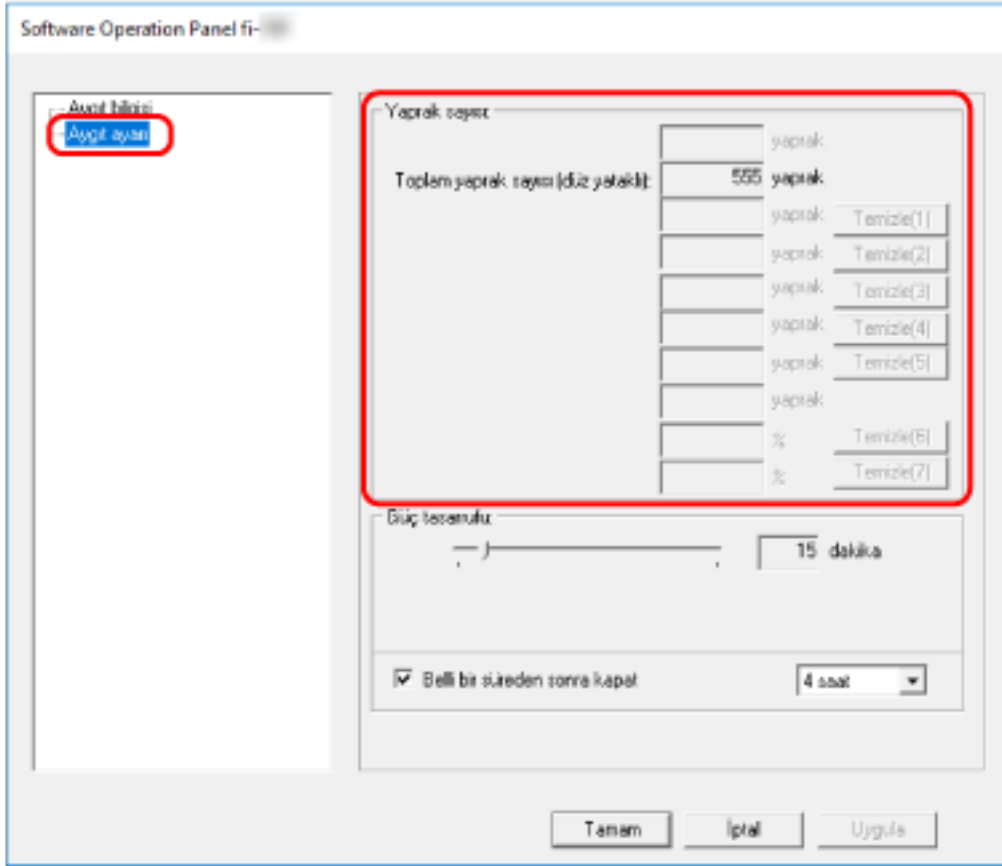 Software Operation Panel fi-
Aygıt bilgisi
Aygıt ayarı
Yaprak sayısı:
yaprak
Toplam yaprak sayısı (düz yataklı): 555 yaprak
yaprak Temizle(1)
yaprak Temizle(2)
yaprak Temizle(3)
yaprak Temizle(4)
yaprak Temizle(5)
yaprak
% Temizle(6)
% Temizle(7)
Güç tasarrufu:
15 dakika
Belli bir süreden sonra kapat 4 saat
Tamam İptal Uygula